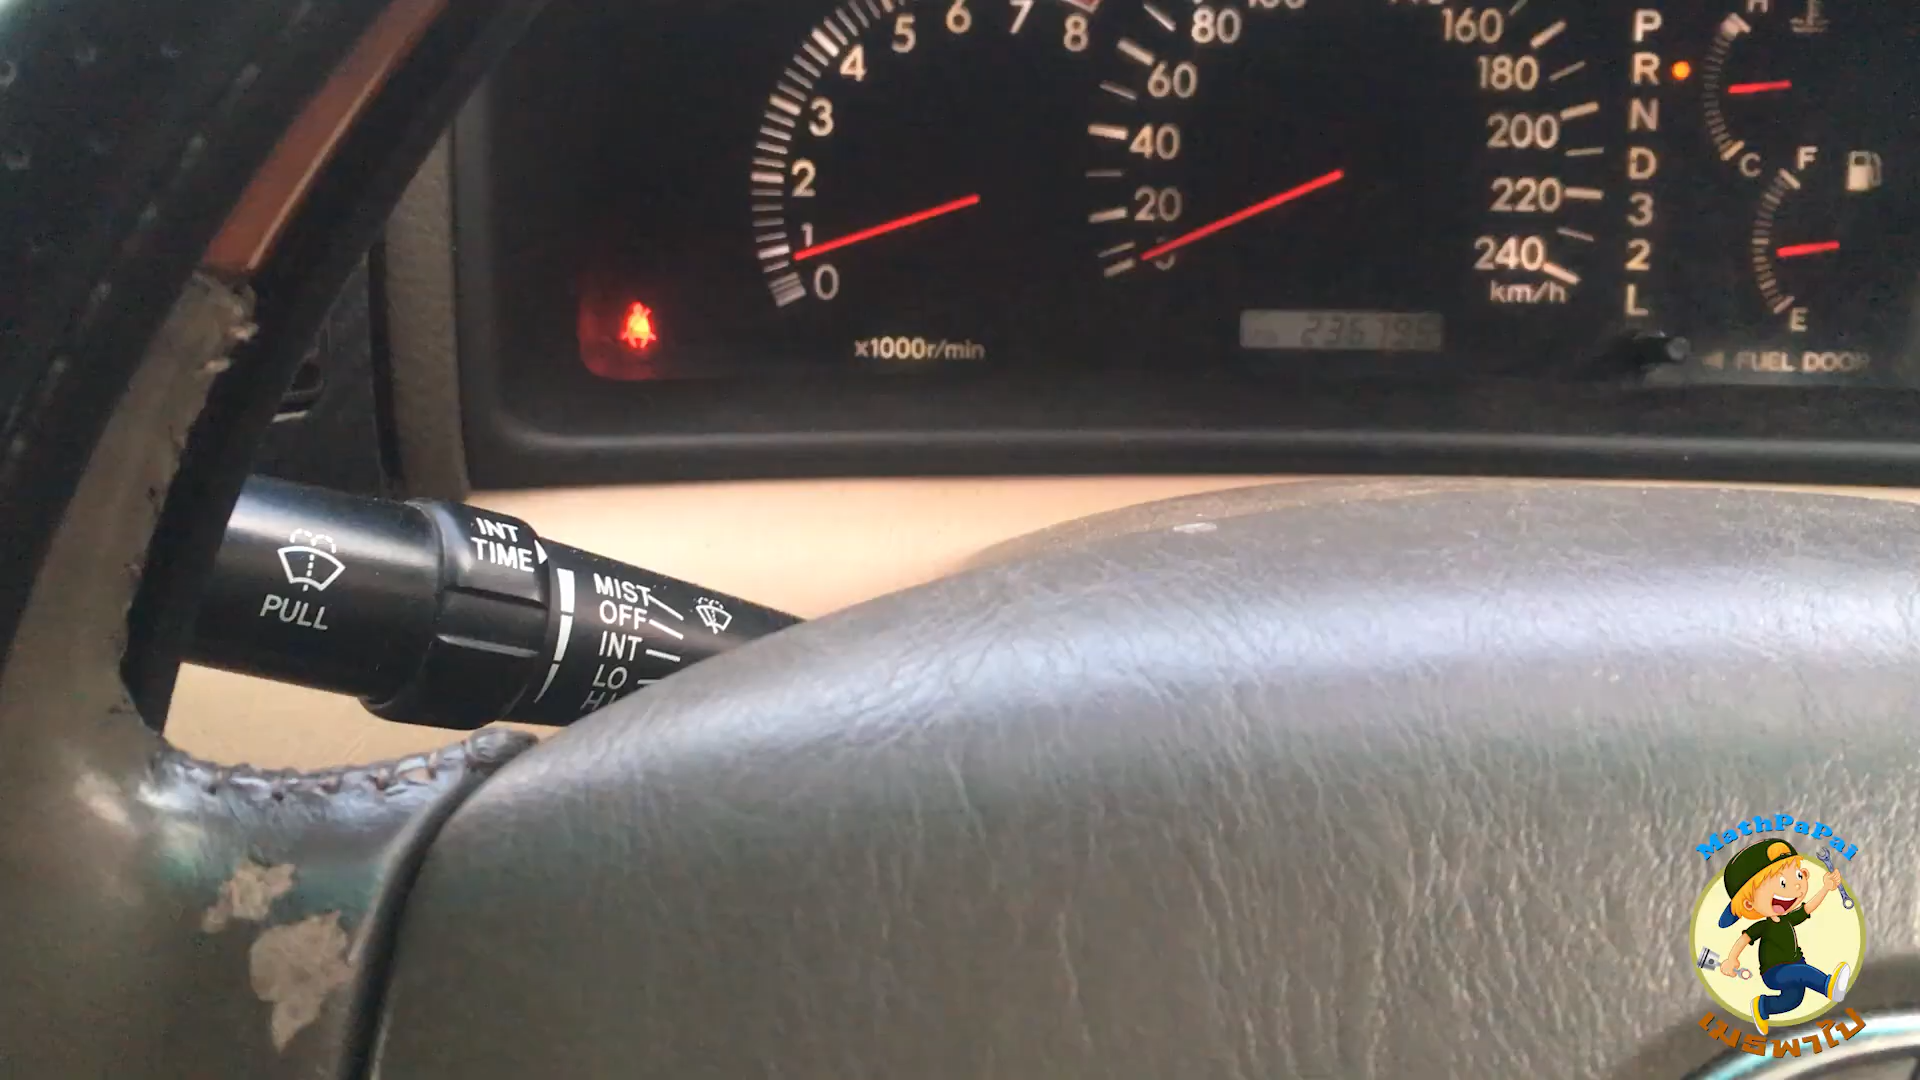 5 6 7 8
4
3
2
1
0
x1000r/min
80
60
40
20
160
180
200
220
240
km/h
P
R
N
D
3
2
L
H
C
F
E
FUEL DOOR
INT
TIME
PULL
MIST
OFF
INT
LO
MathPaPai